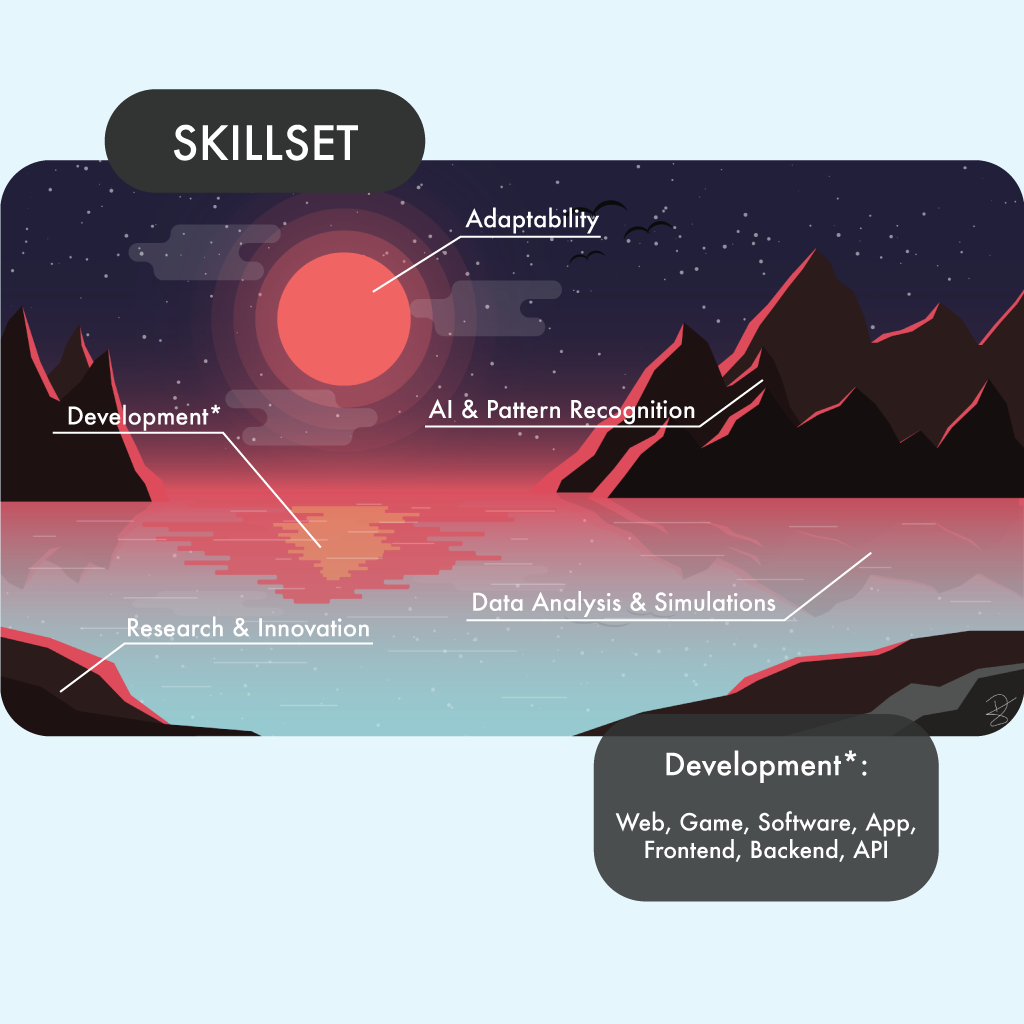 SKILLSET
Adaptability
AI & Pattern Recognition
Development*
Data Analysis & Simulations
Research & Innovation
Development*:
Web, Game, Software, App,
Frontend, Backend, API